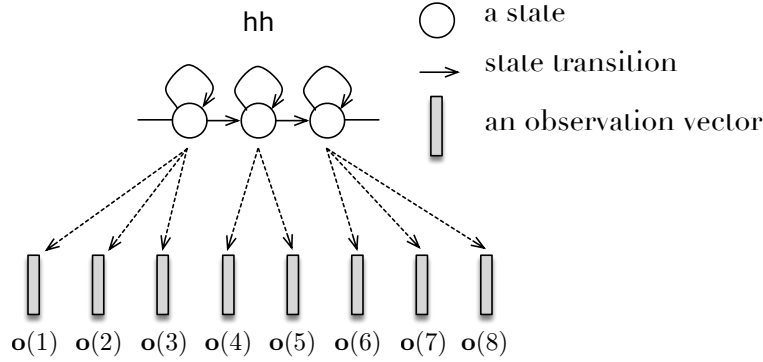 hh
a state
state transition
an observation vector
o(1) o(2) o(3) o(4) o(5) o(6) o(7) o(8)